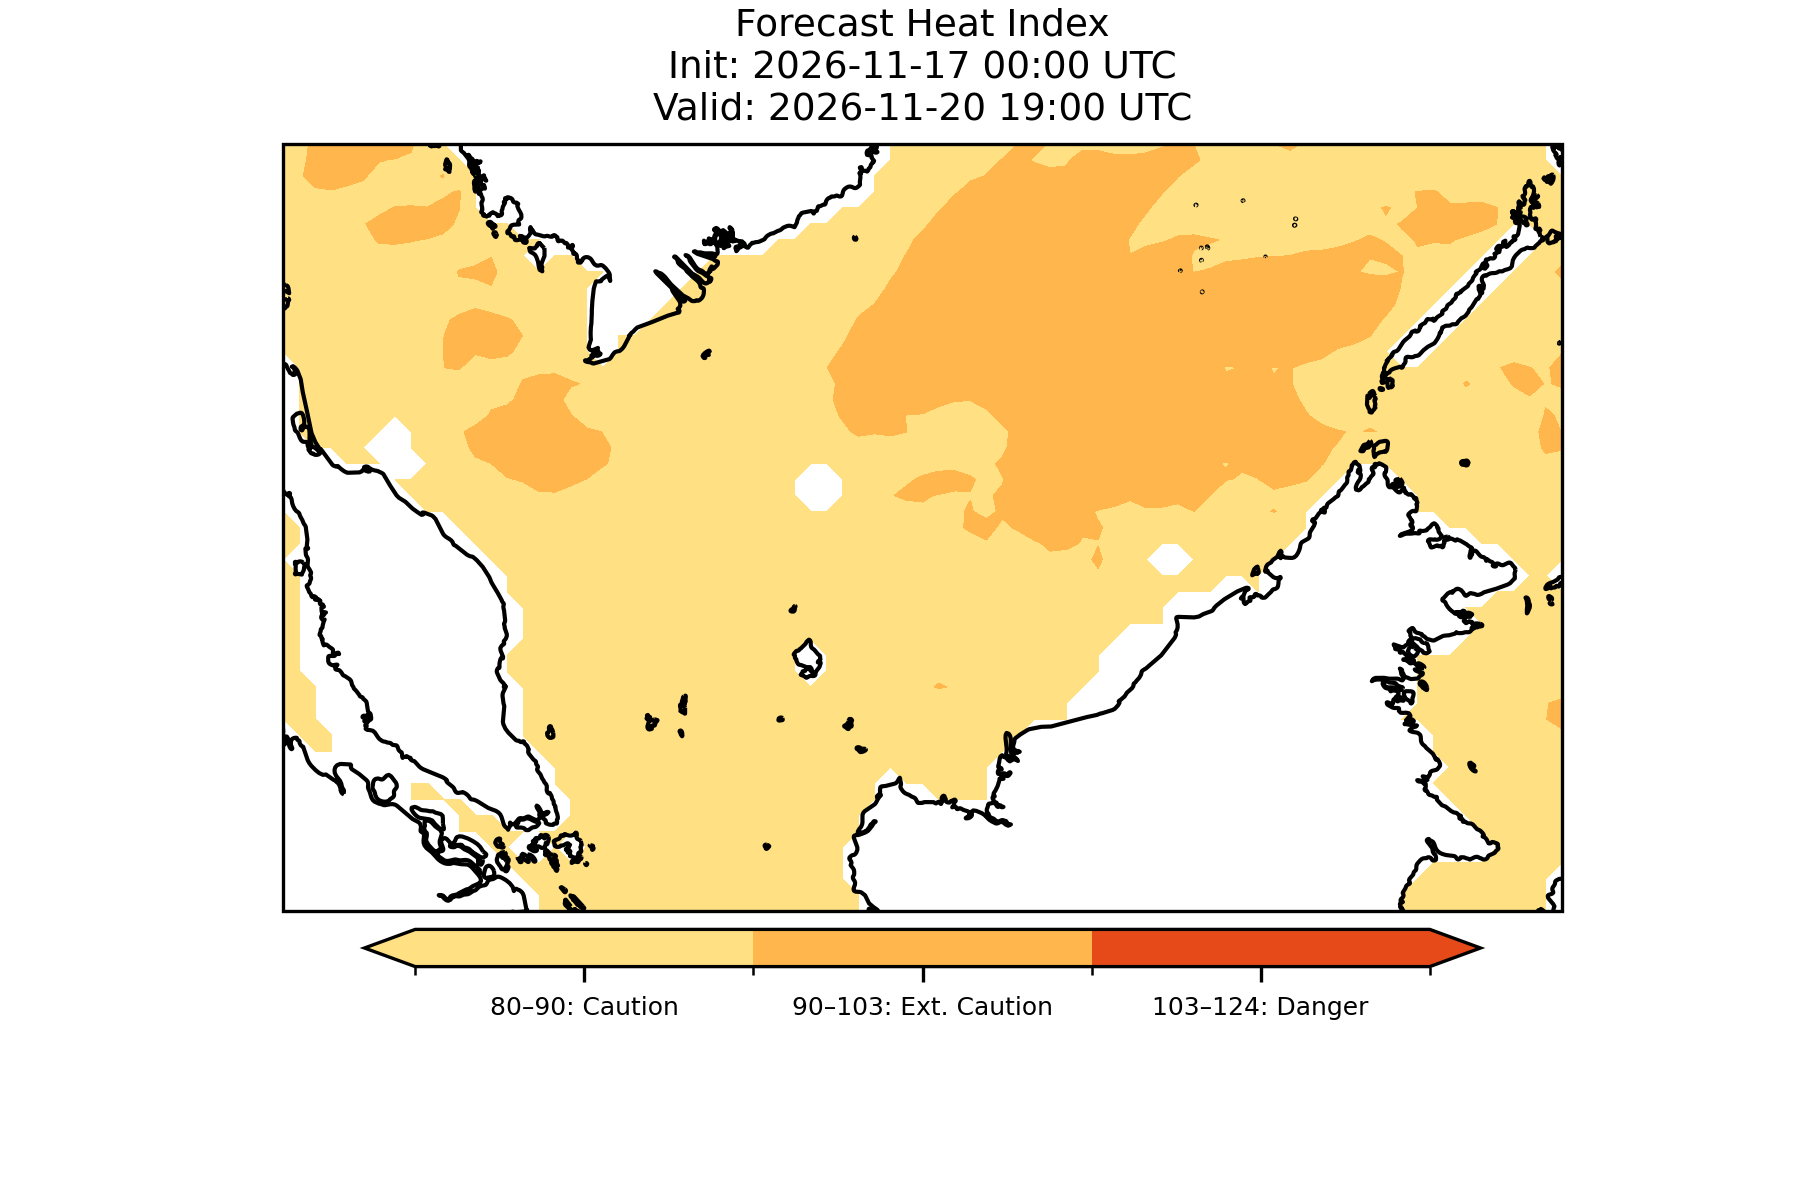 Forecast Heat Index
Init: 2026-11-17 00:00 UTC
Valid: 2026-11-20 19:00 UTC
80–90: Caution
90–103: Ext. Caution
103–124: Danger